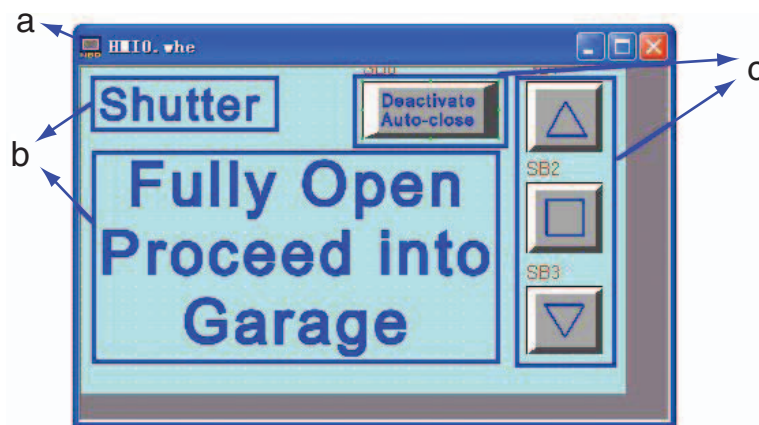 a
HMI0.whe
c
Shutter
Deactivate
Auto-close
b
Fully Open
Proceed into
Garage
SB2
SB3